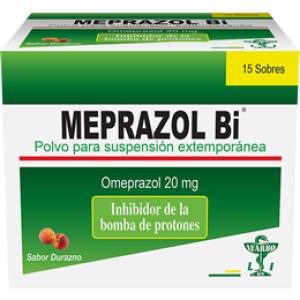 15 Sobres
MEPRAZOL Bi®
Polvo para suspensión extemporánea
Omeprazol 20 mg
Inhibidor de la
bomba de protones
Sabor Durazno
VARBO
L I